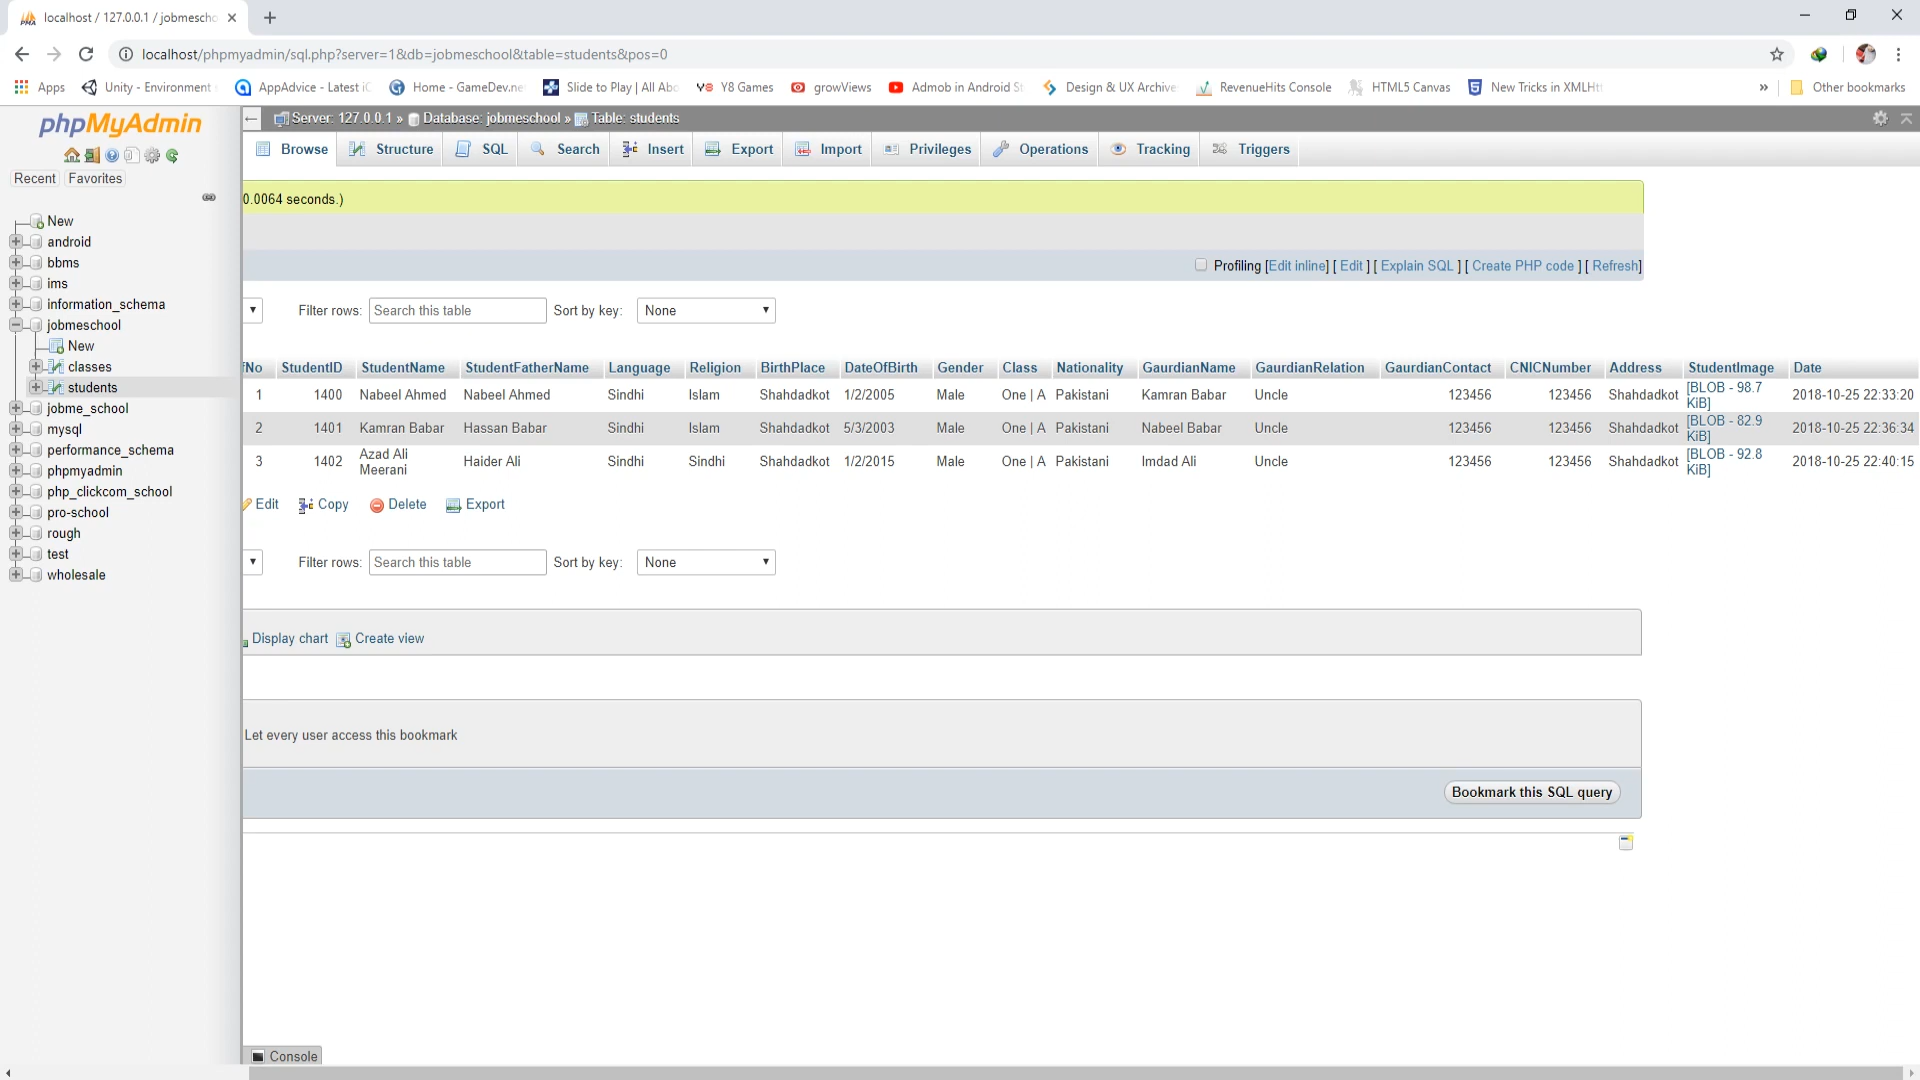 localhost / 127.0.0.1 / jobmescho
localhost/phpmyadmin/sql.php?server=1&db=jobmeschool&table=students&pos=0
Apps Unity - Environment AppAdvice - Latest iO Home - GameDev.ne Slide to Play | All Abo Y8 Games growViews Admob in Android St Design & UX Archive RevenueHits Console HTML5 Canvas New Tricks in XMLHtt » Other bookmarks
phpMyAdmin
Recent Favorites
New
android
bbms
ims
information_schema
jobmeschool
New
classes
students
jobme_school
mysql
performance_schema
phpmyadmin
php_clickcom_school
pro-school
rough
test
wholesale
Server: 127.0.0.1 » Database: jobmeschool » Table: students
Browse Structure SQL Search Insert Export Import Privileges Operations Tracking Triggers
0.0064 seconds.)
Profiling [Edit inline] [ Edit ] [ Explain SQL ] [ Create PHP code ] [ Refresh]
Filter rows: Search this table Sort by key: None
fNo StudentID StudentName StudentFatherName Language Religion BirthPlace DateOfBirth Gender Class Nationality GaurdianName GaurdianRelation GaurdianContact CNICNumber Address StudentImage Date
1 1400 Nabeel Ahmed Nabeel Ahmed Sindhi Islam Shahdadkot 1/2/2005 Male One | A Pakistani Kamran Babar Uncle 123456 123456 Shahdadkot [BLOB - 98.7 KiB] 2018-10-25 22:33:20
2 1401 Kamran Babar Hassan Babar Sindhi Islam Shahdadkot 5/3/2003 Male One | A Pakistani Nabeel Babar Uncle 123456 123456 Shahdadkot [BLOB - 82.9 KiB] 2018-10-25 22:36:34
3 1402 Azad Ali Meerani Haider Ali Sindhi Sindhi Shahdadkot 1/2/2015 Male One | A Pakistani Imdad Ali Uncle 123456 123456 Shahdadkot [BLOB - 92.8 KiB] 2018-10-25 22:40:15
Edit Copy Delete Export
Filter rows: Search this table Sort by key: None
Display chart Create view
Let every user access this bookmark
Bookmark this SQL query
Console